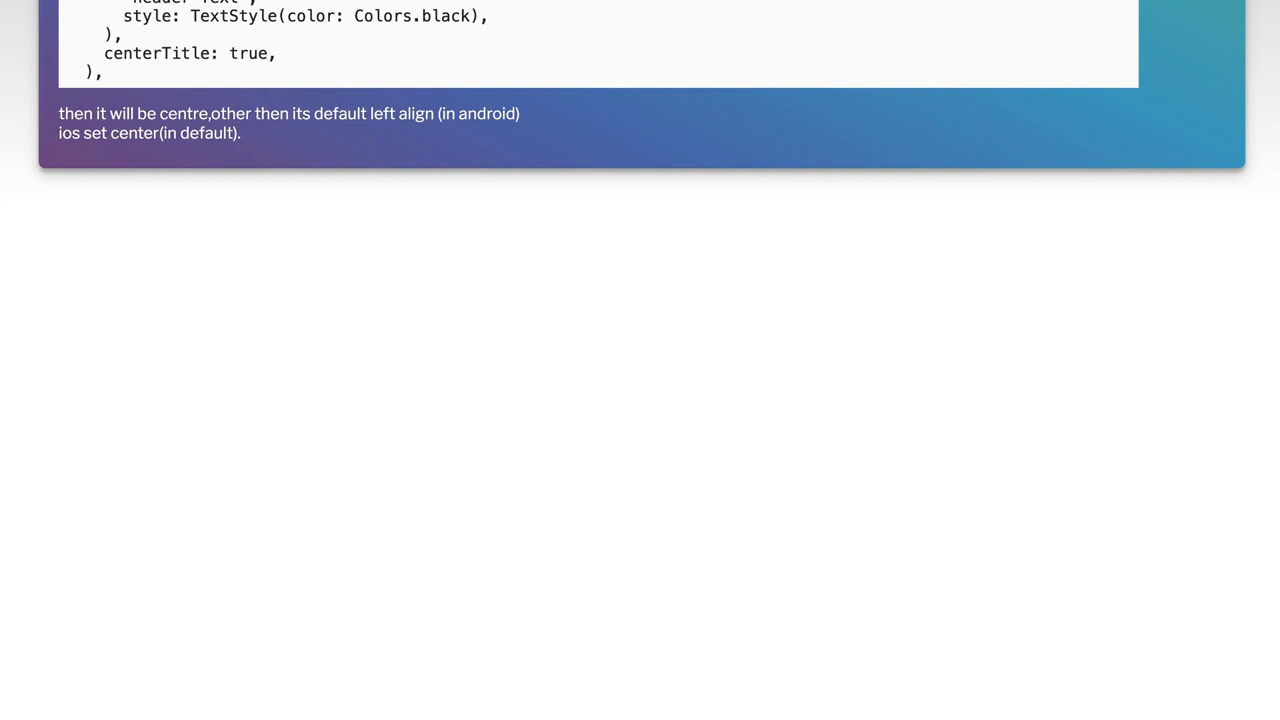 style: TextStyle(color: Colors.black),
),
centerTitle: true,
),
then it will be centre,other then its default left align (in android)
ios set center(in default).